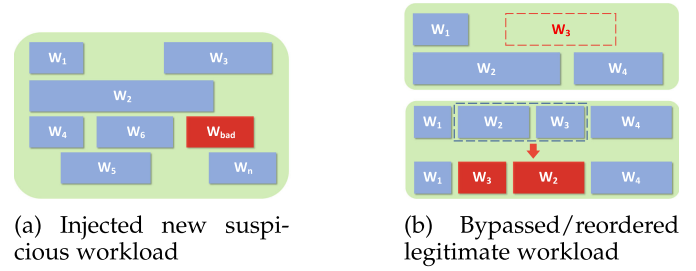 W1 W3
W2
W4 W6 Wbad
W5 Wn
(a) Injected new suspi-
cious workload
W1 W3
W2 W4
W1 W2 W3 W4
W1 W3 W2 W4
(b) Bypassed/reordered
legitimate workload